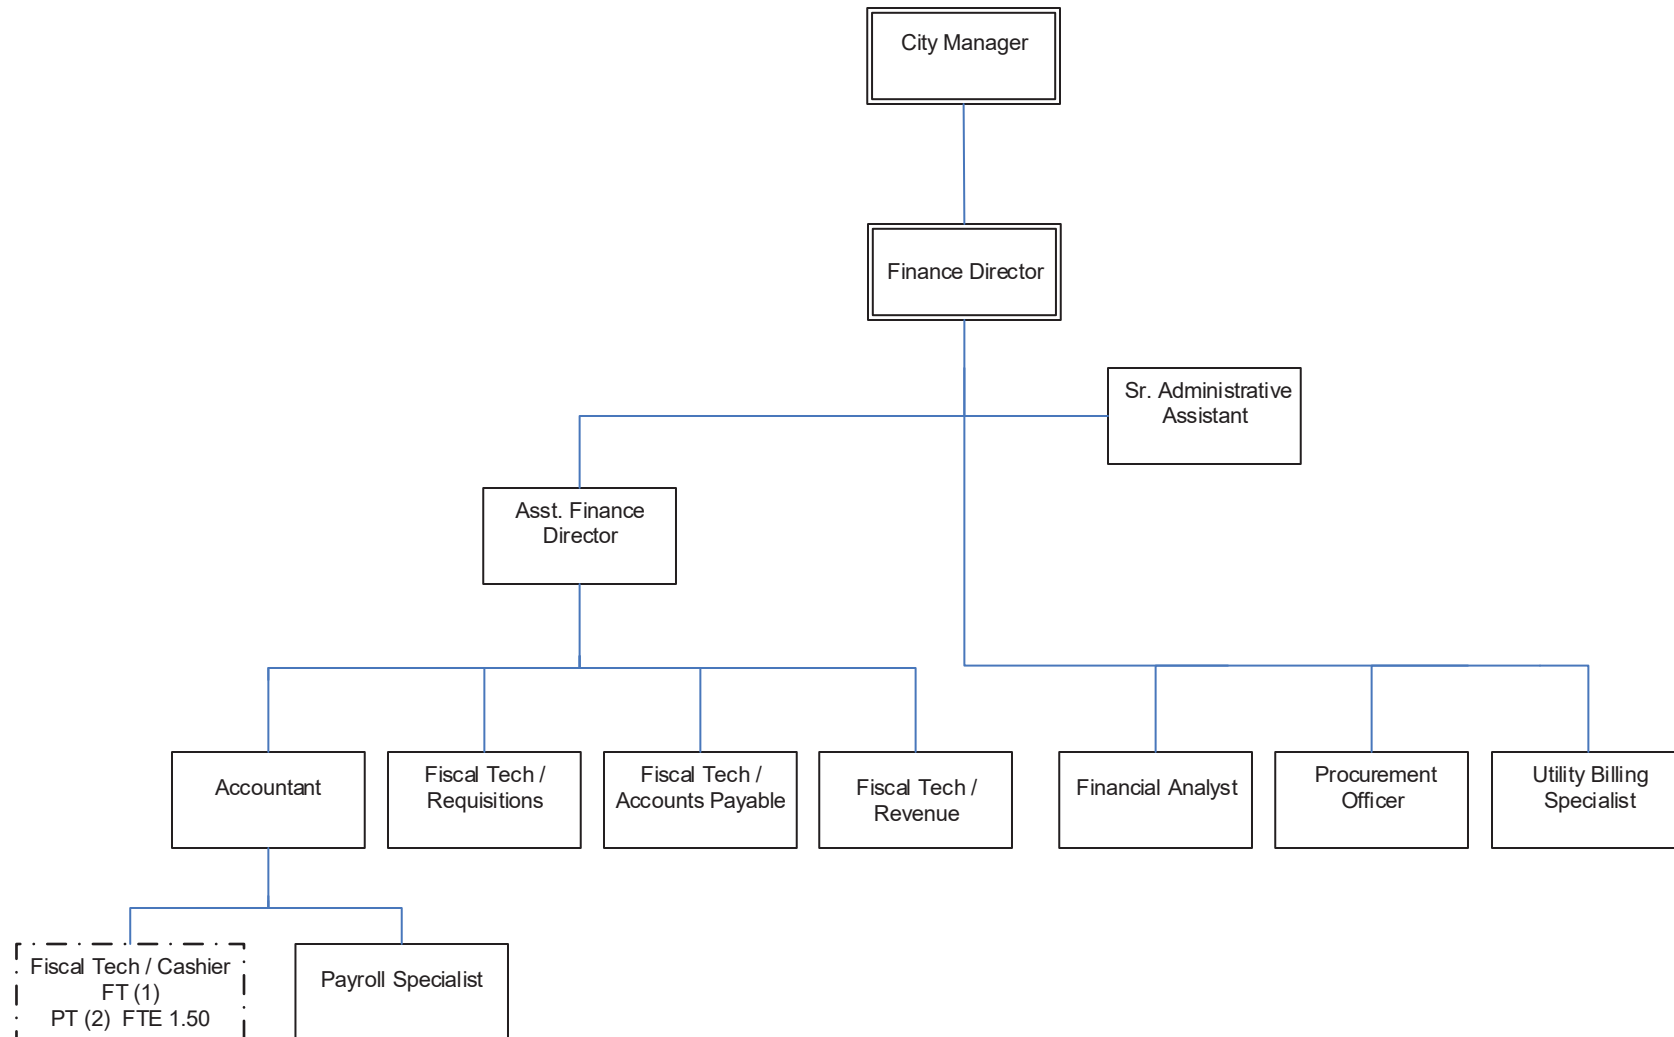 City Manager
Finance Director
Sr. Administrative
Assistant
Asst. Finance
Director
Accountant
Fiscal Tech /
Requisitions
Fiscal Tech /
Accounts Payable
Fiscal Tech /
Revenue
Financial Analyst
Procurement
Officer
Utility Billing
Specialist
Fiscal Tech / Cashier
FT (1)
PT (2) FTE 1.50
Payroll Specialist